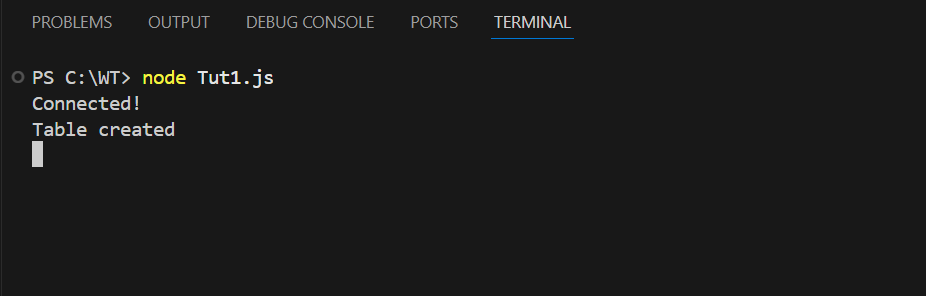 PROBLEMS OUTPUT DEBUG CONSOLE PORTS TERMINAL
PS C:\WT> node Tut1.js
Connected!
Table created